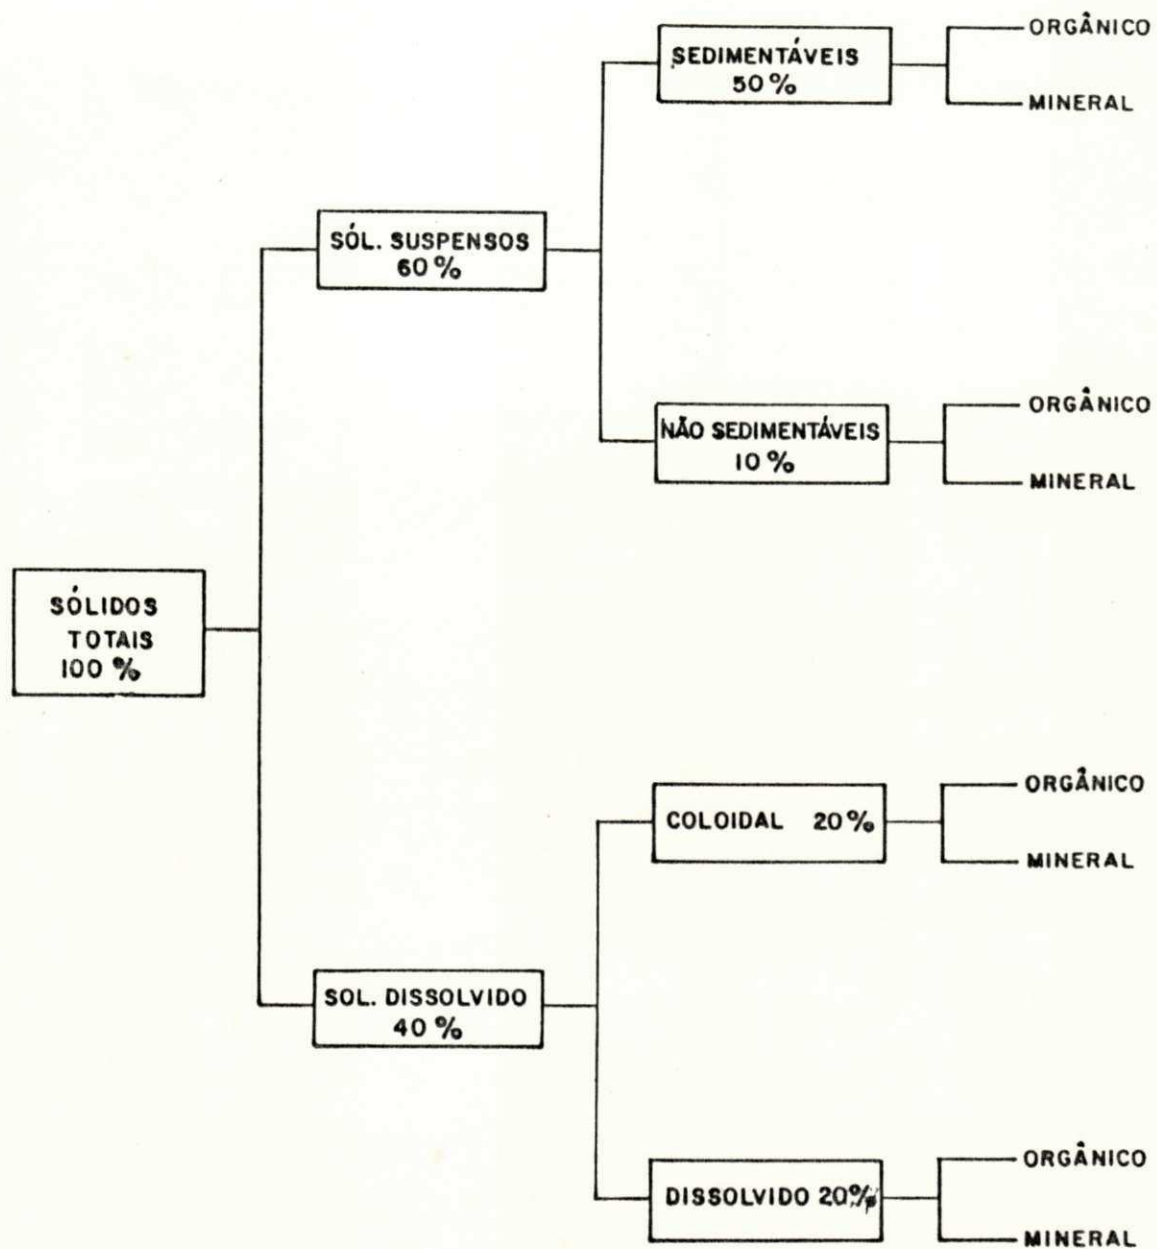 ORGÂNICO
SEDIMENTÁVEIS
50%
MINERAL
SÓL. SUSPENSOS
60%
ORGÂNICO
NÃO SEDIMENTÁVEIS
10%
MINERAL
SÓLIDOS
TOTAIS
100%
ORGÂNICO
COLOIDAL 20%
MINERAL
SOL. DISSOLVIDO
40%
ORGÂNICO
DISSOLVIDO 20%
MINERAL